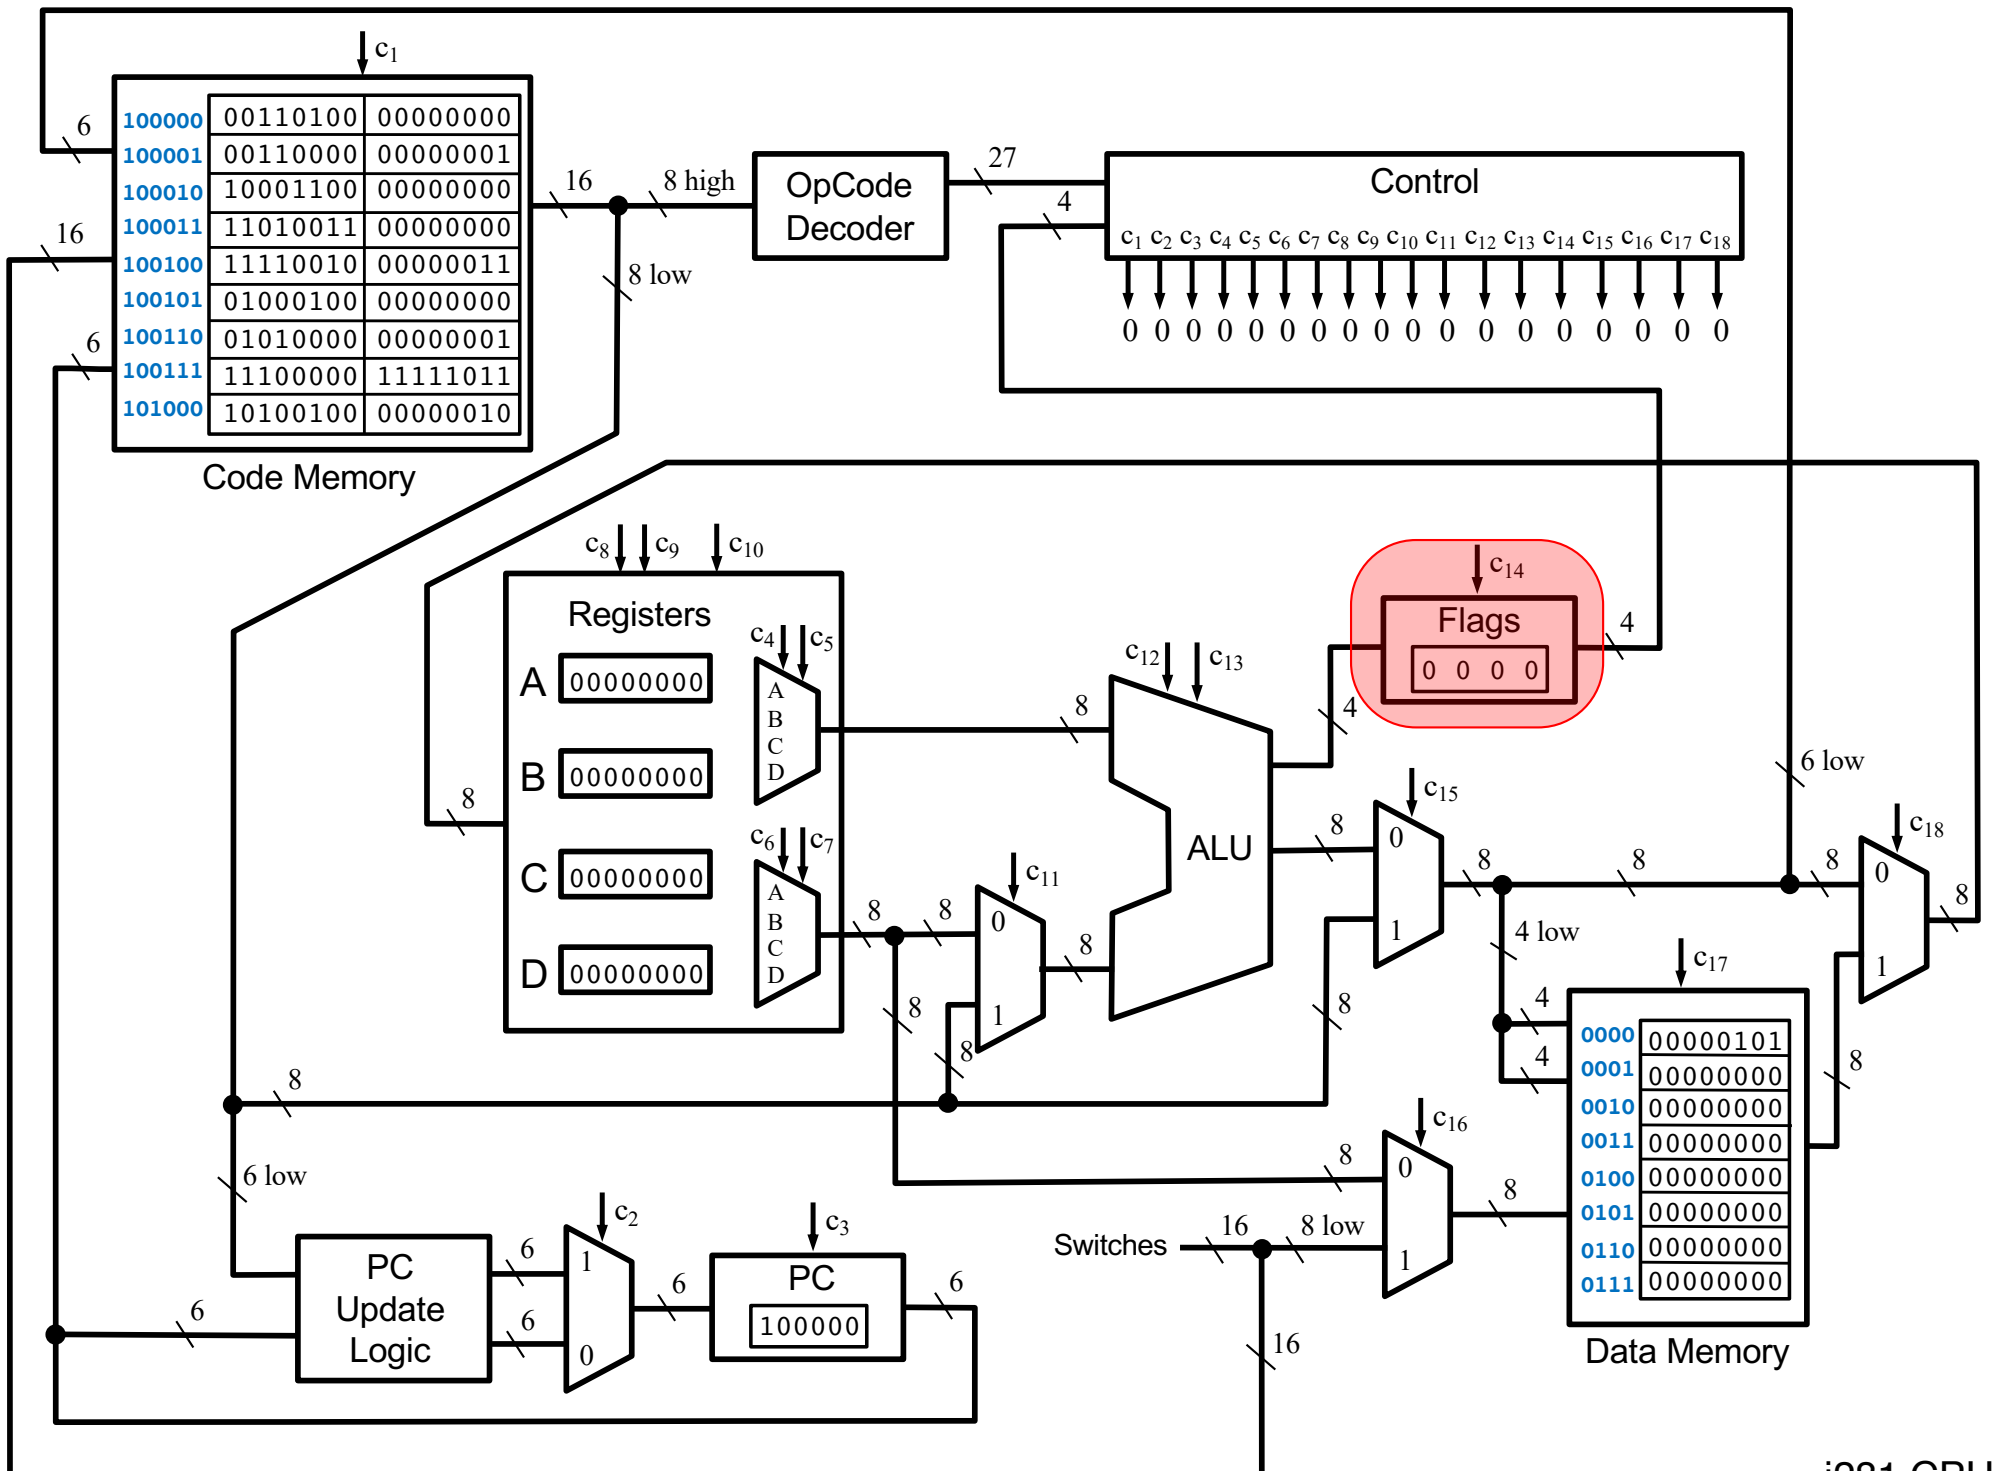 c1
100000 00110100 00000000
100001 00110000 00000001
100010 10001100 00000000
100011 11010011 00000000
100100 11110010 00000011
100101 01000100 00000000
100110 01010000 00000001
100111 11100000 11111011
101000 10100100 00000010
Code Memory
6
16
6
16
8 high
8 low
OpCode
Decoder
27
4
Control
c1 c2 c3 c4 c5 c6 c7 c8 c9 c10 c11 c12 c13 c14 c15 c16 c17 c18
0 0 0 0 0 0 0 0 0 0 0 0 0 0 0 0 0 0
c8 c9 c10
Registers
A 00000000
B 00000000
C 00000000
D 00000000
8
c4 c5
A
B
C
D
c6 c7
A
B
C
D
8
8
8
8
8
c11
0
1
8
c12 c13
ALU
4
c14
Flags
0 0 0 0
4
8
8
c15
0
1
8
8
6 low
8
4 low
4
4
c18
0
1
8
8
c17
0000 00000101
0001 00000000
0010 00000000
0011 00000000
0100 00000000
0101 00000000
0110 00000000
0111 00000000
Data Memory
8
6 low
6
PC
Update
Logic
6
6
c2
1
0
6
c3
PC
100000
6
Switches
16
8 low
16
8
c16
0
1
8